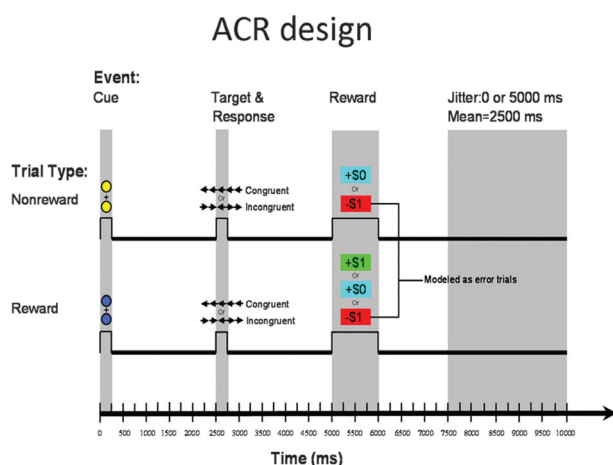 ACR design
Event:
Cue
Target &
Response
Reward
Jitter:0 or 5000 ms
Mean=2500 ms
Trial Type:
Nonreward
+
Congruent
Or
Incongruent
+$0
Or
-$1
Modeled as error trials
Reward
+
Congruent
Or
Incongruent
+$1
Or
+$0
Or
-$1
0 500 1000 1500 2000 2500 3000 3500 4000 4500 5000 5500 6000 6500 7000 7500 8000 8500 9000 9500 10000
Time (ms)